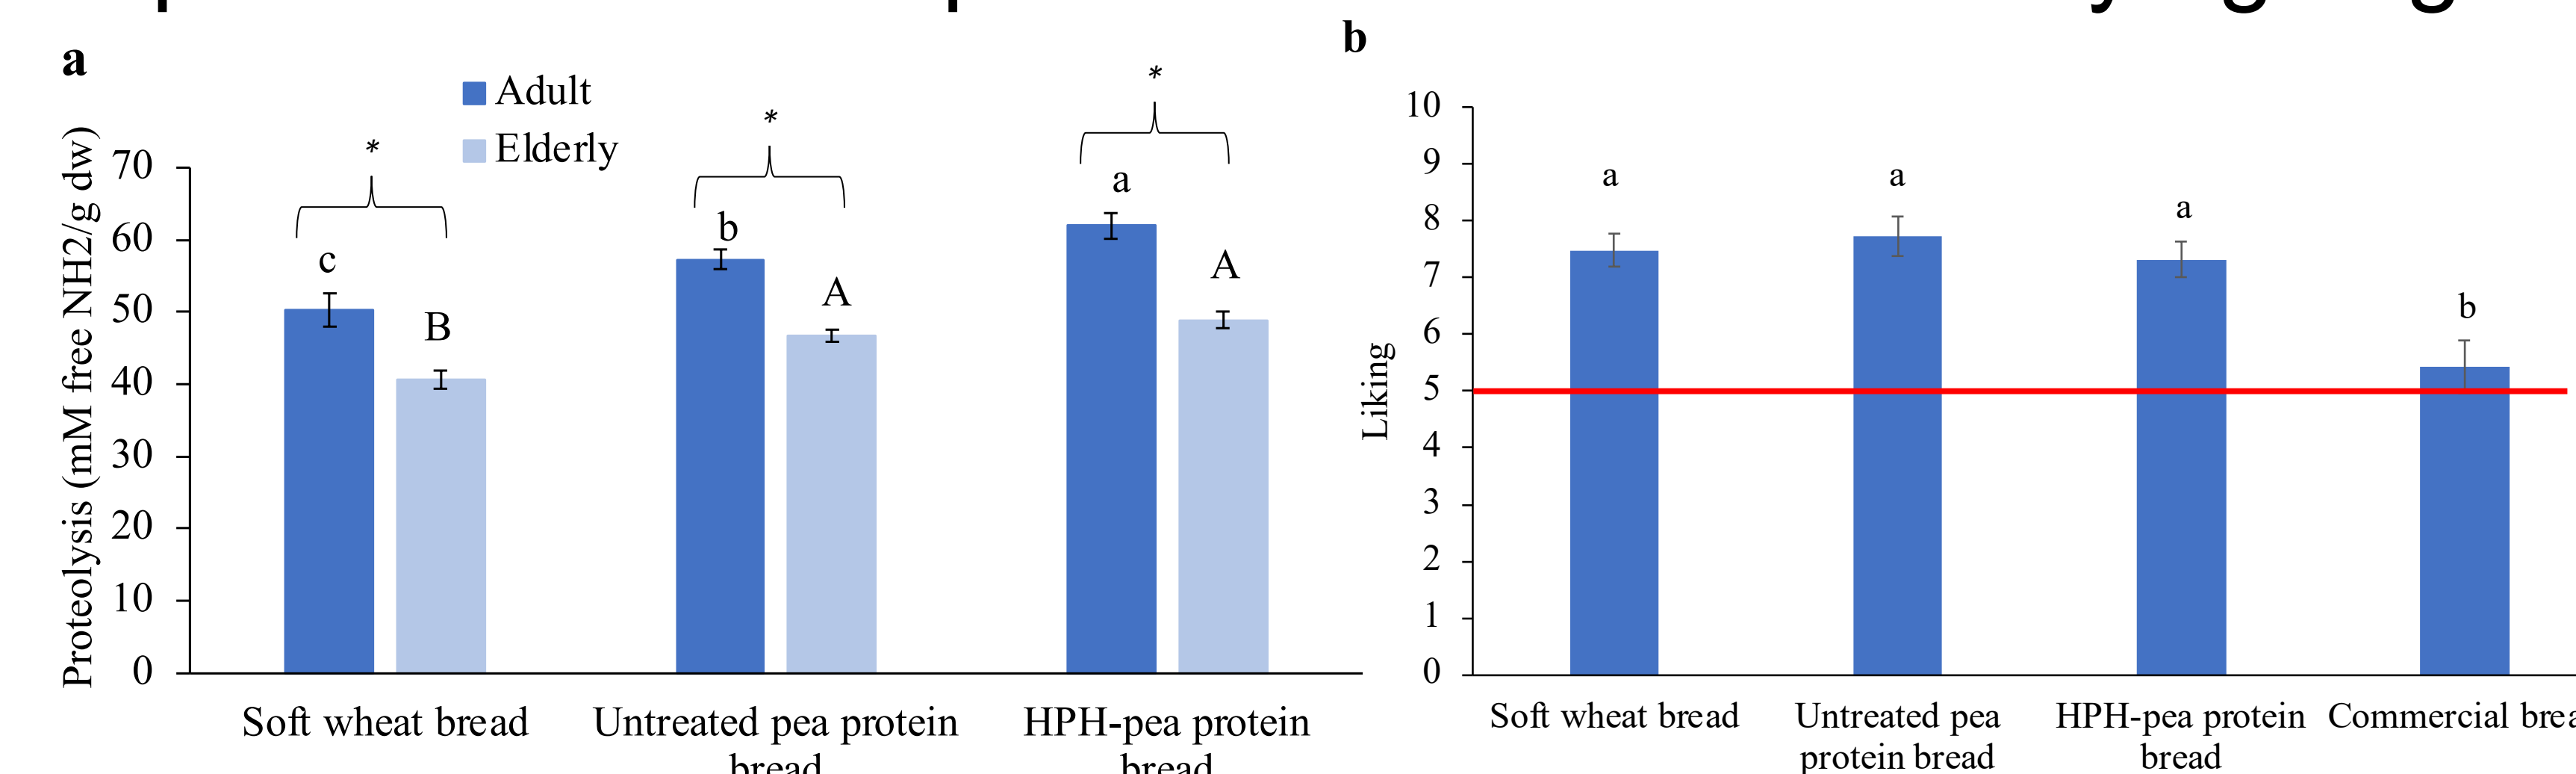 a
Adult
Elderly
*
*
*
Proteolysis (mM free NH2/g dw)
70
60
50
40
30
20
10
0
c
B
b
A
a
A
Soft wheat bread
Untreated pea protein
bread
HPH-pea protein
bread
b
Liking
10
9
8
7
6
5
4
3
2
1
0
a
a
a
b
Soft wheat bread
Untreated pea
protein bread
HPH-pea protein
bread
Commercial